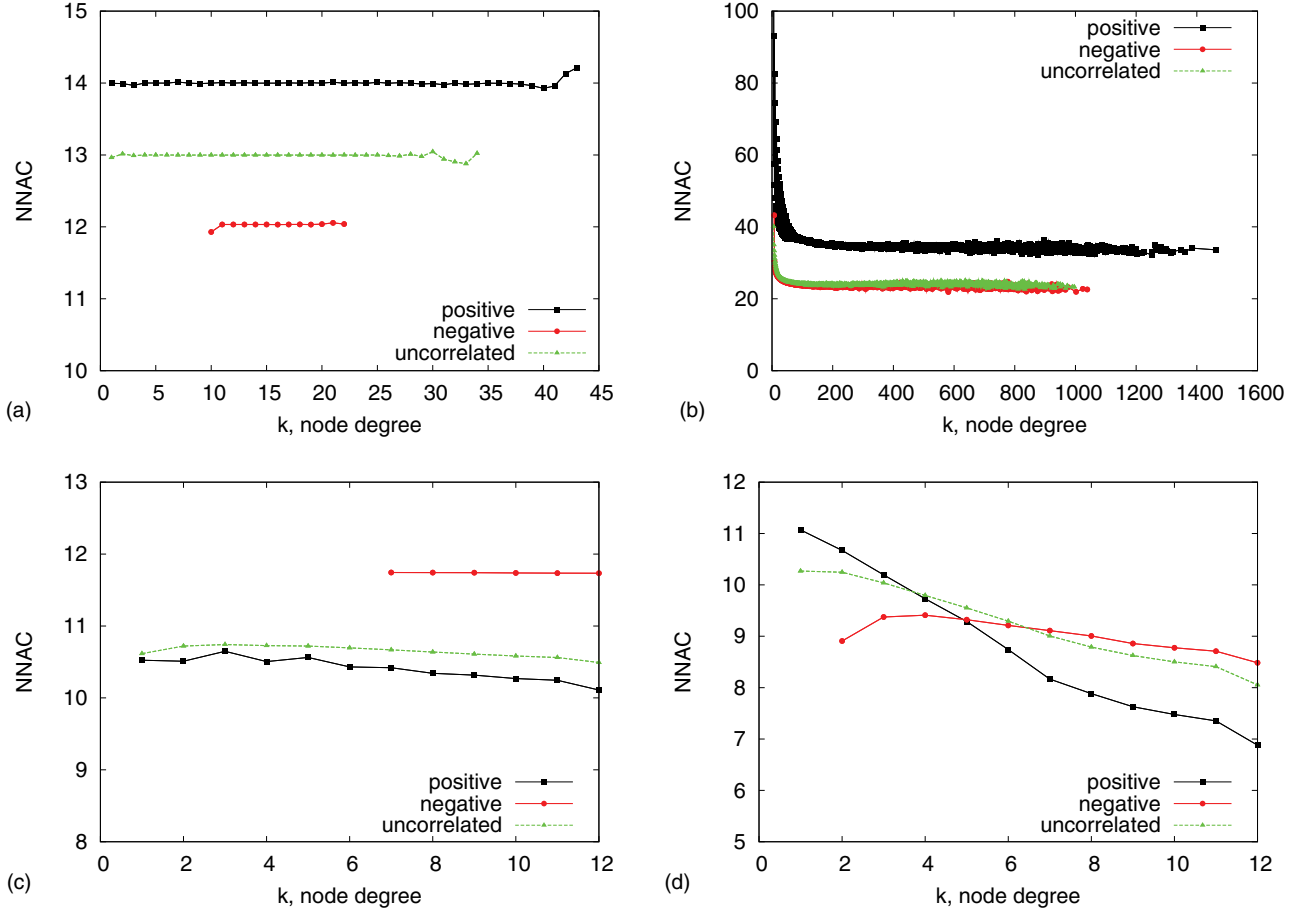 15
14
13
12
11
10
NNAC
positive
negative
uncorrelated
0 5 10 15 20 25 30 35 40 45
k, node degree
(a)
100
80
60
40
20
0
NNAC
positive
negative
uncorrelated
0 200 400 600 800 1000 1200 1400 1600
k, node degree
(b)
13
12
11
10
9
8
NNAC
positive
negative
uncorrelated
0 2 4 6 8 10 12
k, node degree
(c)
12
11
10
9
8
7
6
5
NNAC
positive
negative
uncorrelated
0 2 4 6 8 10 12
k, node degree
(d)